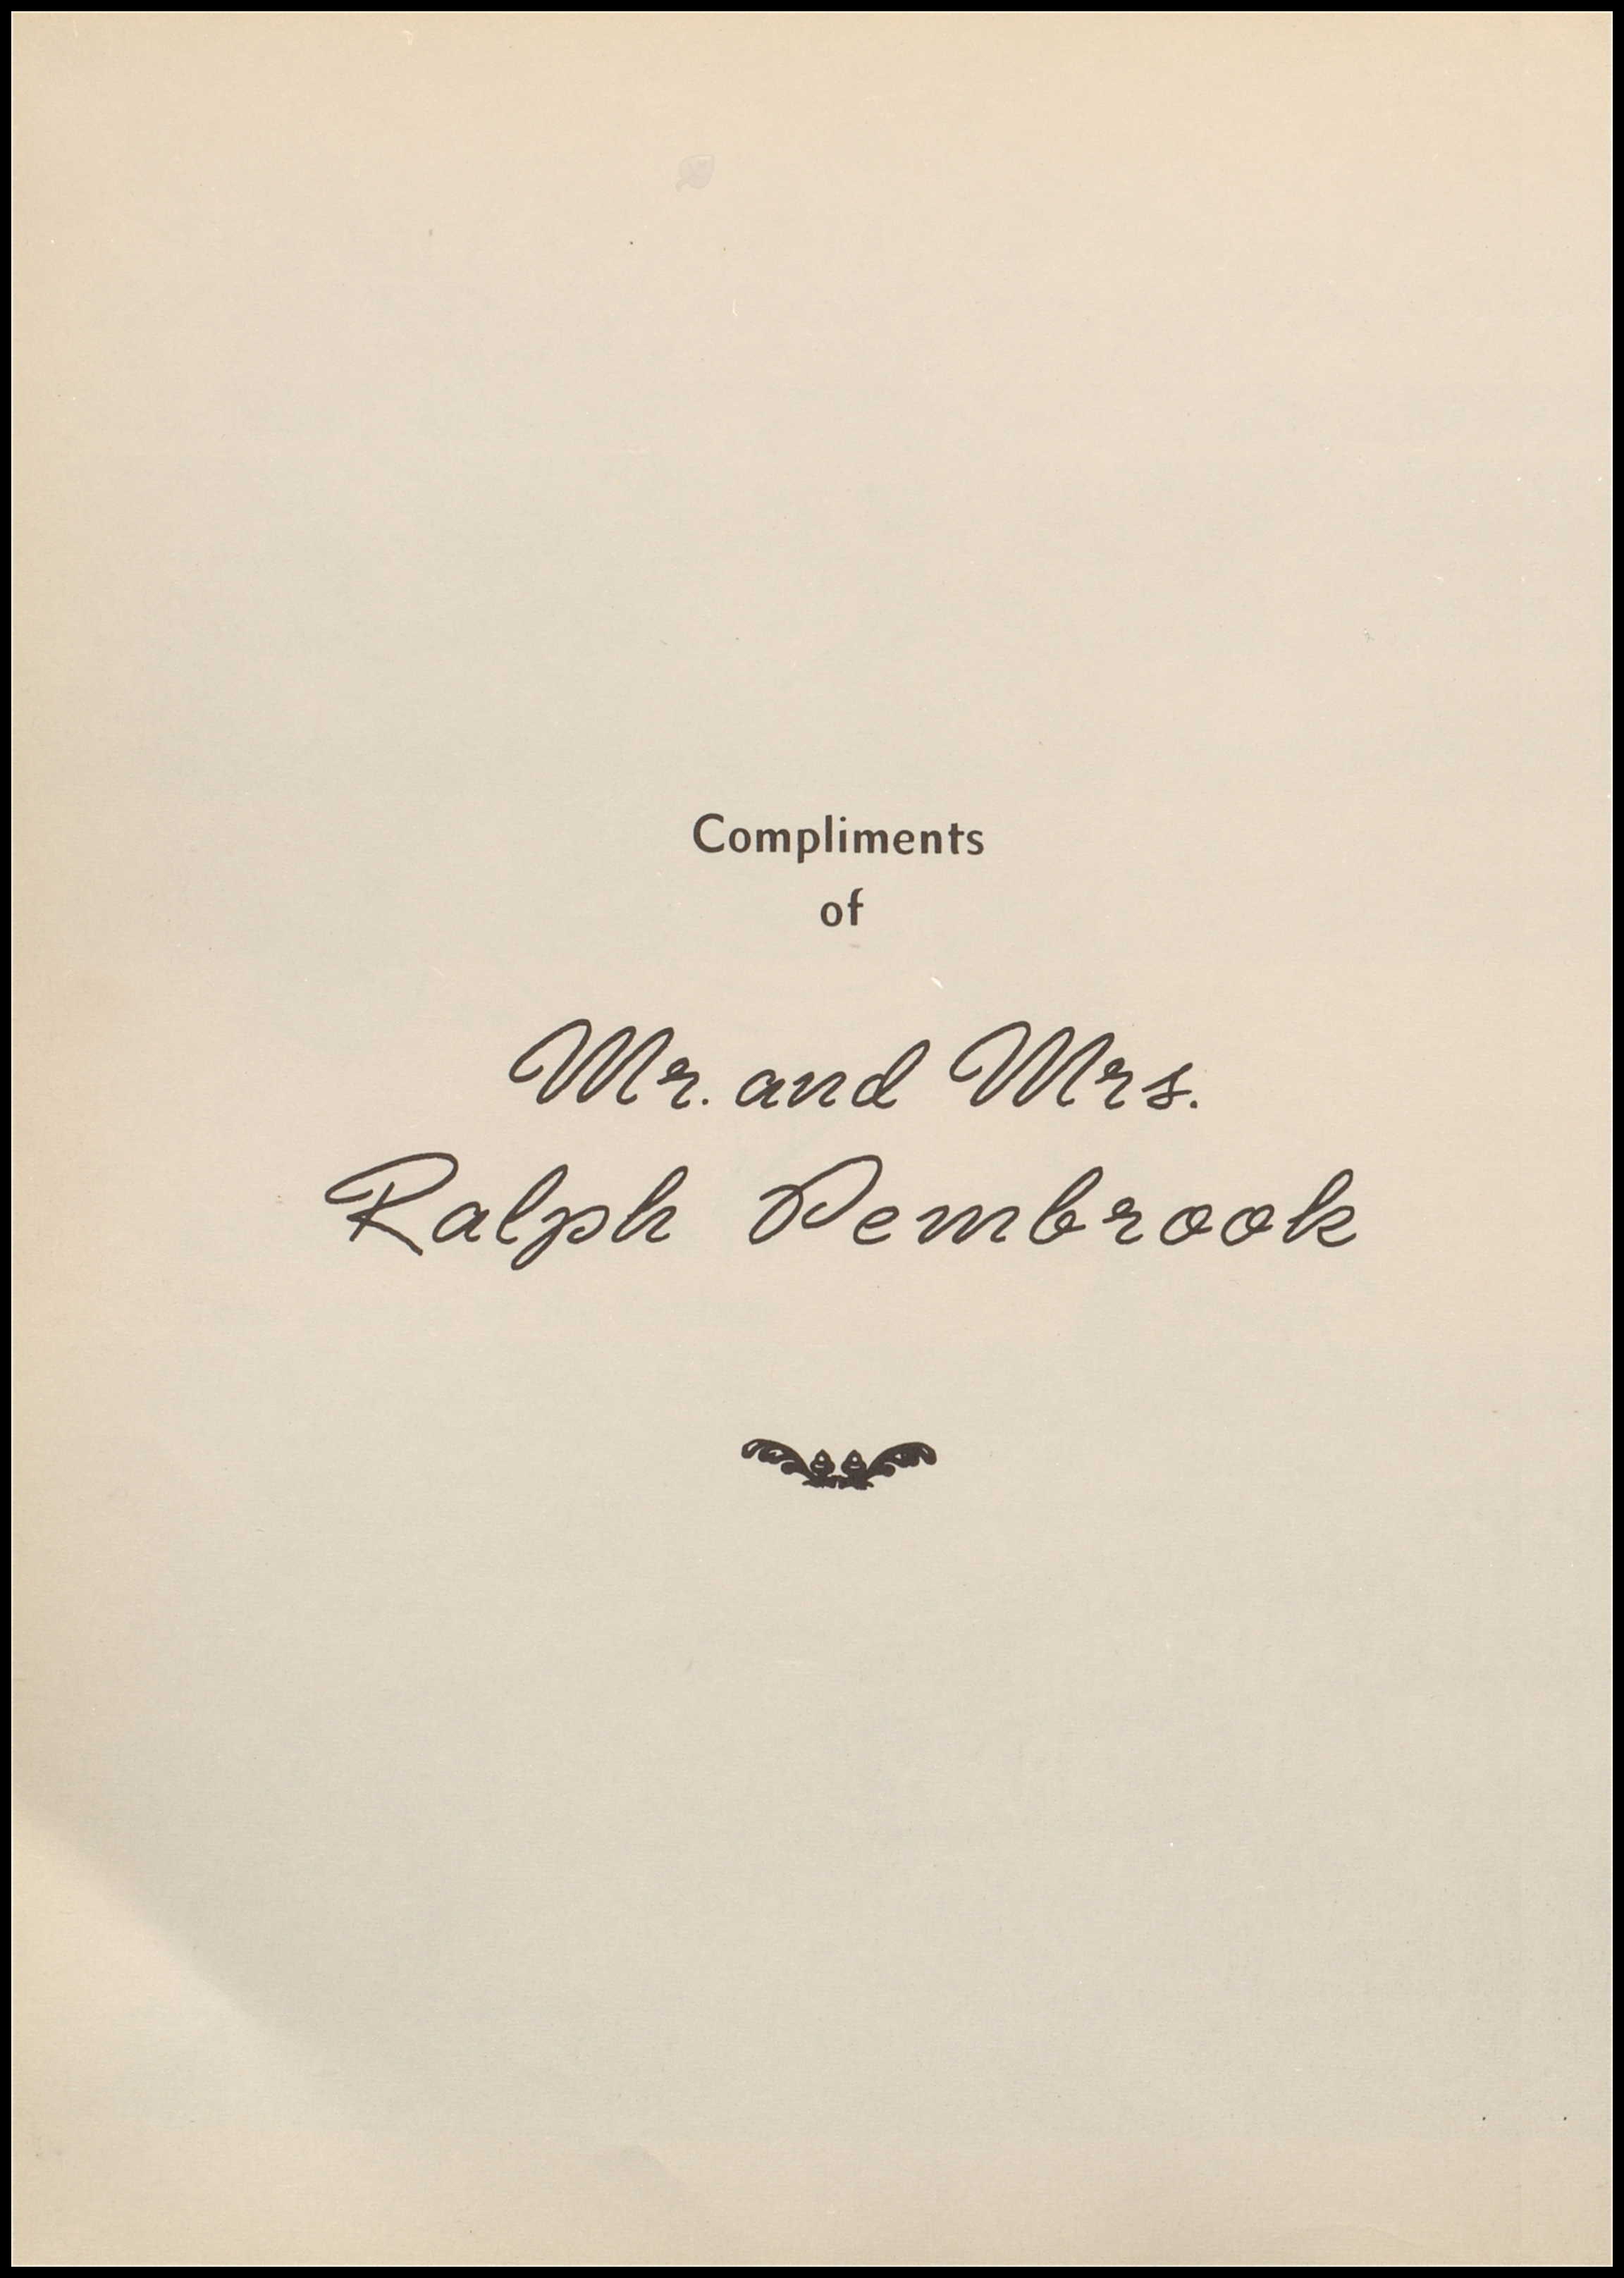 Compliments
of
Mr. and Mrs.
Ralph Pembrook